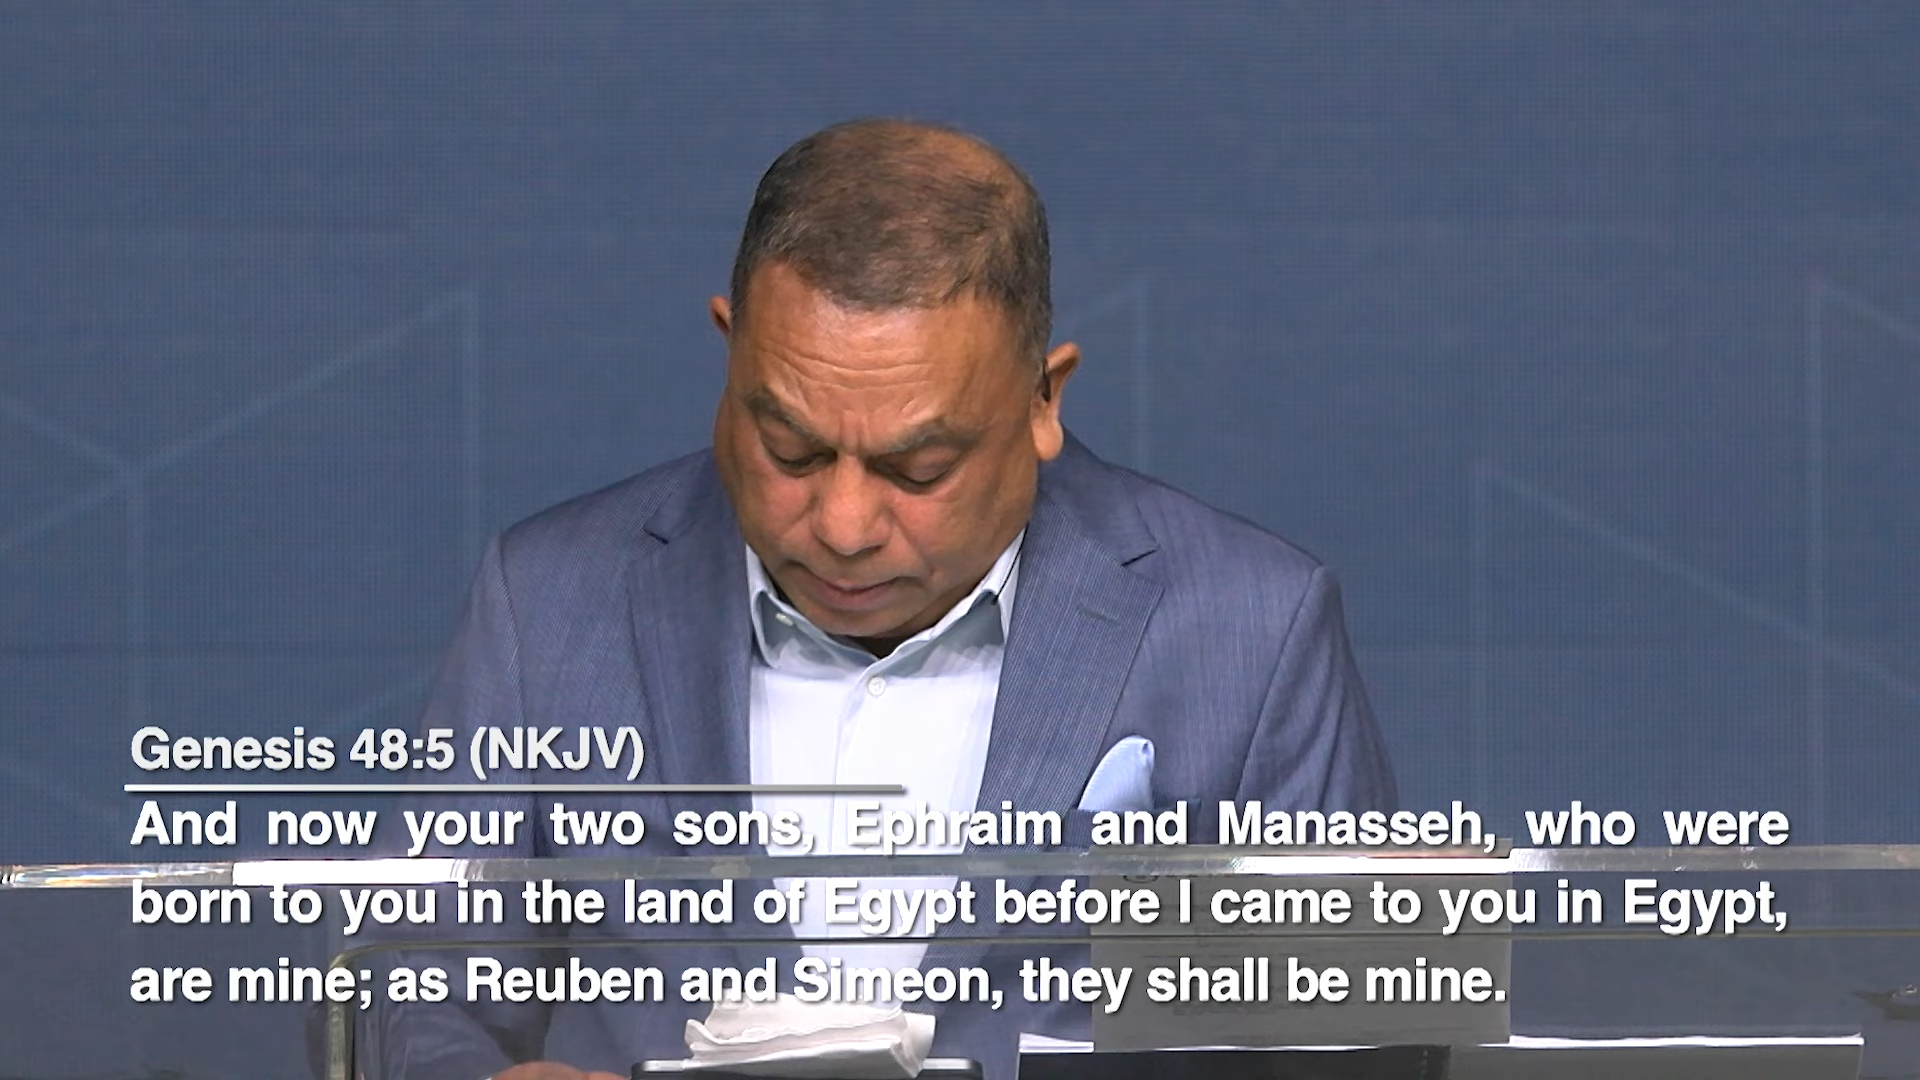 Genesis 48:5 (NKJV)
And now your two sons, Ephraim and Manasseh, who were
born to you in the land of Egypt before I came to you in Egypt,
are mine; as Reuben and Simeon, they shall be mine.